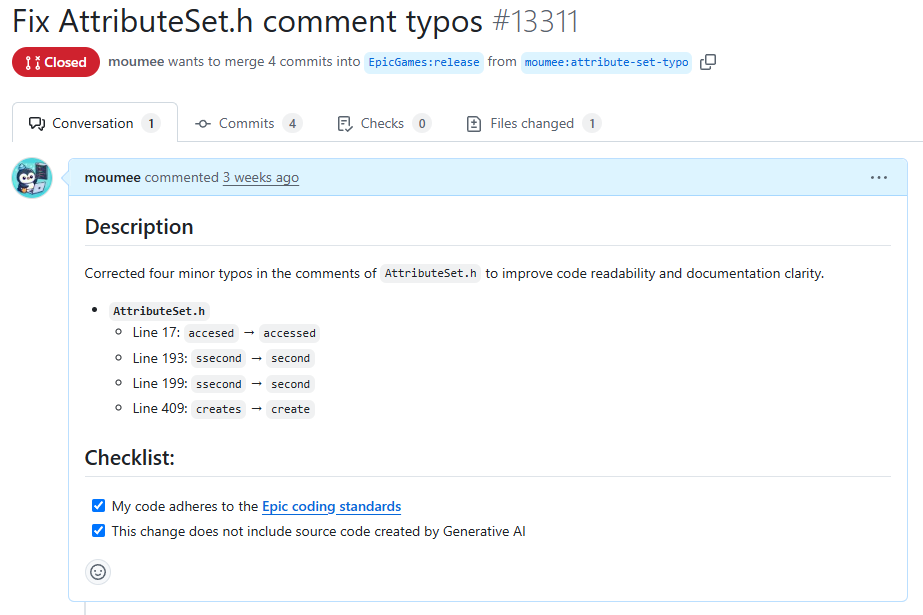 Fix AttributeSet.h comment typos #13311
Closed moumee wants to merge 4 commits into EpicGames:release from moumee:attribute-set-typo
Conversation 1 Commits 4 Checks 0 Files changed 1
moumee commented 3 weeks ago
Description
Corrected four minor typos in the comments of AttributeSet.h to improve code readability and documentation clarity.
• AttributeSet.h
○ Line 17: accesed → accessed
○ Line 193: ssecond → second
○ Line 199: ssecond → second
○ Line 409: creates → create
Checklist:
My code adheres to the Epic coding standards
This change does not include source code created by Generative AI